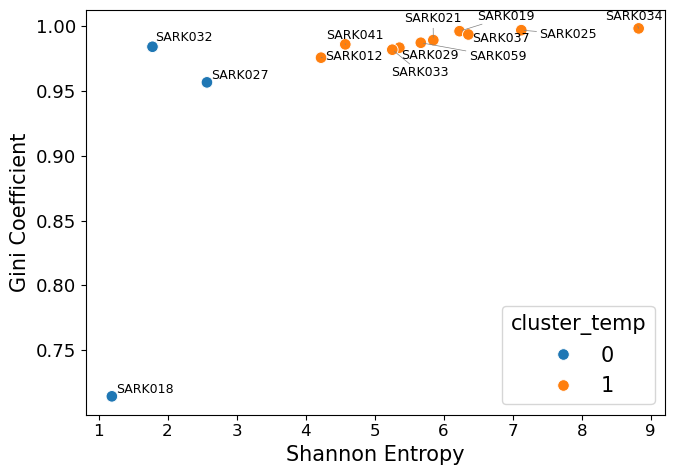 SARK021
SARK019
SARK034
SARK032
SARK041
SARK037
SARK025
SARK012
SARK029
SARK059
SARK033
SARK027
SARK018
1.00
0.95
0.90
0.85
0.80
0.75
Gini Coefficient
cluster_temp
0
1
1 2 3 4 5 6 7 8 9
Shannon Entropy